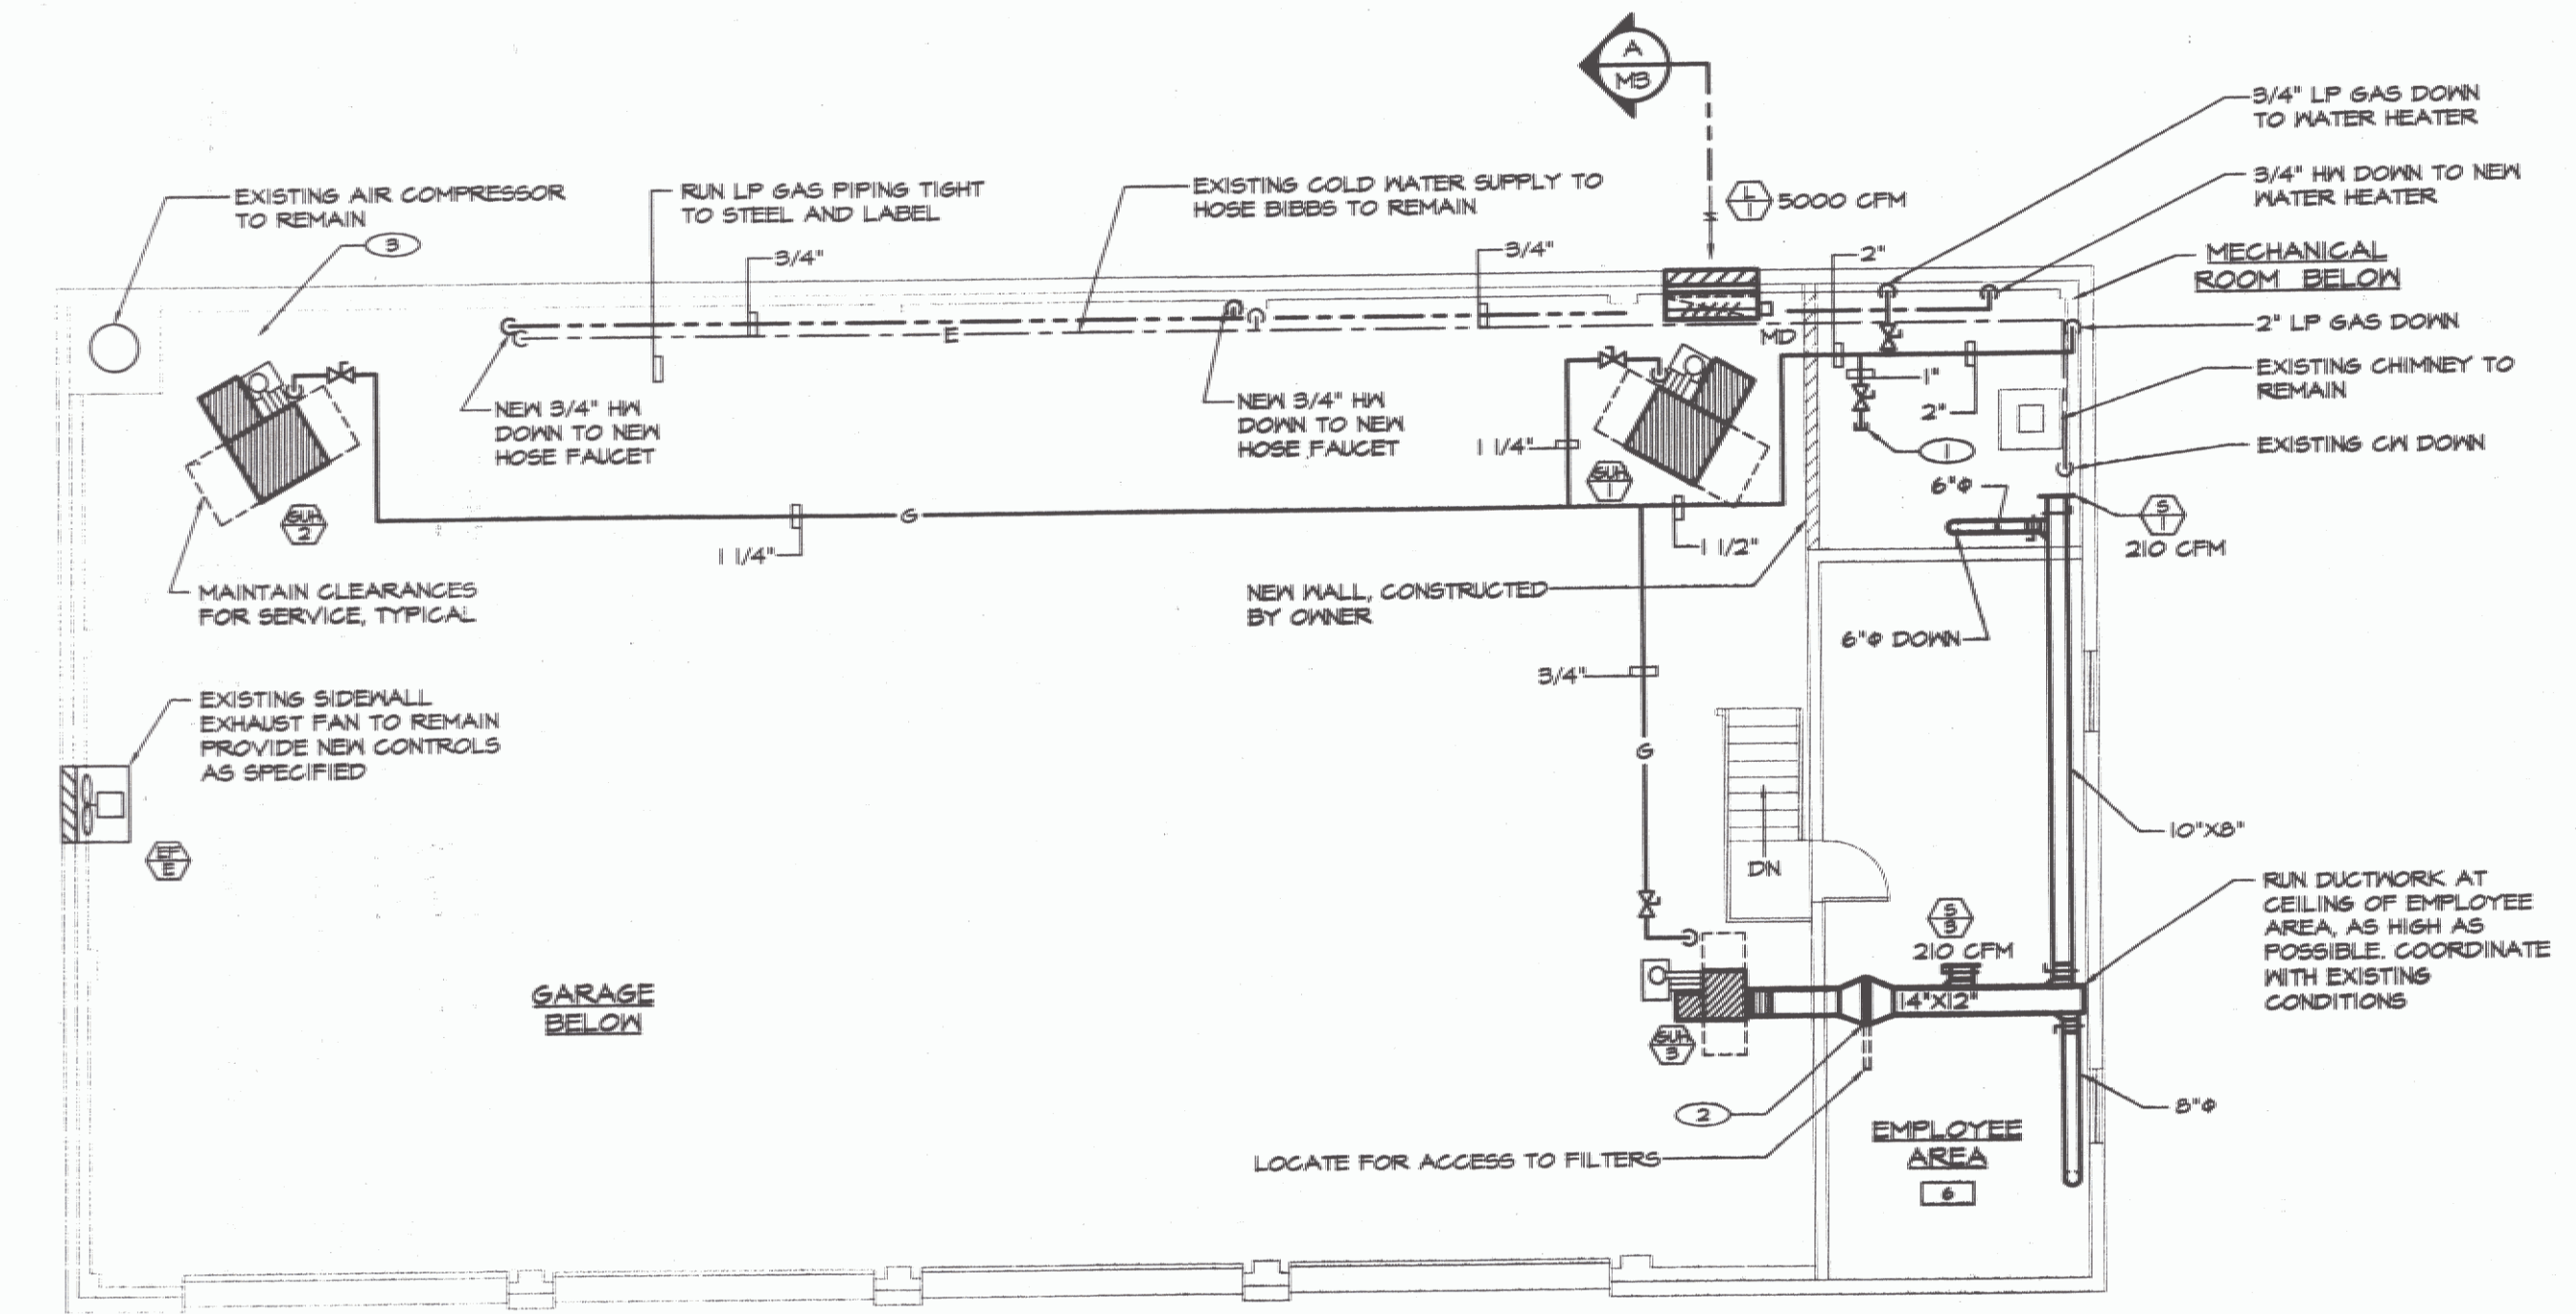 A
M3
3/4" LP GAS DOWN
TO WATER HEATER
3/4" HW DOWN TO NEW
WATER HEATER
EXISTING AIR COMPRESSOR
TO REMAIN
3
RUN LP GAS PIPING TIGHT
TO STEEL AND LABEL
3/4"
EXISTING COLD WATER SUPPLY TO
HOSE BIBBS TO REMAIN
3/4"
L
1
5000 CFM
2"
MECHANICAL
ROOM BELOW
2" LP GAS DOWN
EXISTING CHIMNEY TO
REMAIN
EXISTING CW DOWN
E
MD
1"
2"
1
NEW 3/4" HW
DOWN TO NEW
HOSE FAUCET
NEW 3/4" HW
DOWN TO NEW
HOSE FAUCET
1 1/4"
GUH
1
GUH
2
G
1 1/4"
1 1/2"
6"Φ
S
1
210 CFM
MAINTAIN CLEARANCES
FOR SERVICE, TYPICAL
NEW WALL, CONSTRUCTED
BY OWNER
6"Φ DOWN
3/4"
EXISTING SIDEWALL
EXHAUST FAN TO REMAIN
PROVIDE NEW CONTROLS
AS SPECIFIED
EF
E
G
DN
10"X8"
RUN DUCTWORK AT
CEILING OF EMPLOYEE
AREA, AS HIGH AS
POSSIBLE. COORDINATE
WITH EXISTING
CONDITIONS
S
3
210 CFM
14"X12"
GARAGE
BELOW
GUH
3
2
8"Φ
LOCATE FOR ACCESS TO FILTERS
EMPLOYEE
AREA
6